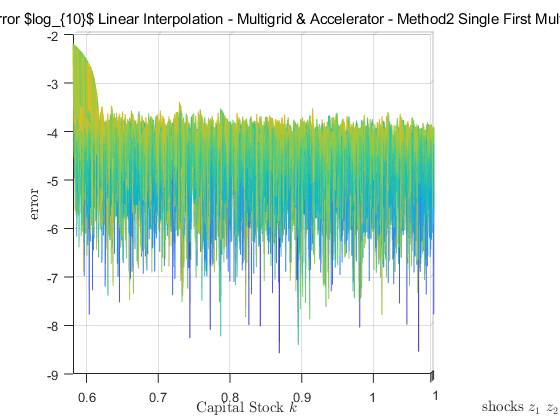 rror $log_{10}$ Linear Interpolation - Multigrid & Accelerator - Method2 Single First Mul
-2
-3
-4
-5
-6
-7
-8
-9
error
0.6 0.7 0.8 0.9 1 1
Capital Stock k
shocks z₁ z₂